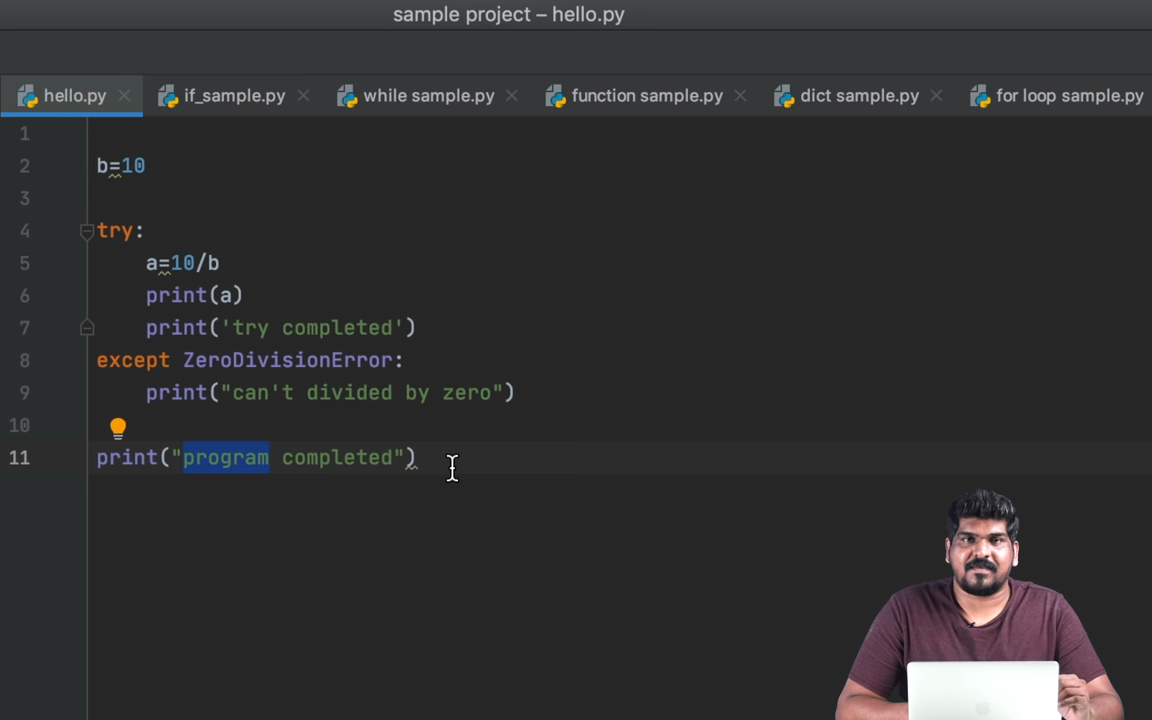 sample project – hello.py
hello.py if_sample.py while sample.py function sample.py dict sample.py for loop sample.py
1
2 b=10
3
4 try:
5 a=10/b
6 print(a)
7 print('try completed')
8 except ZeroDivisionError:
9 print("can't divided by zero")
10
11 print("program completed")